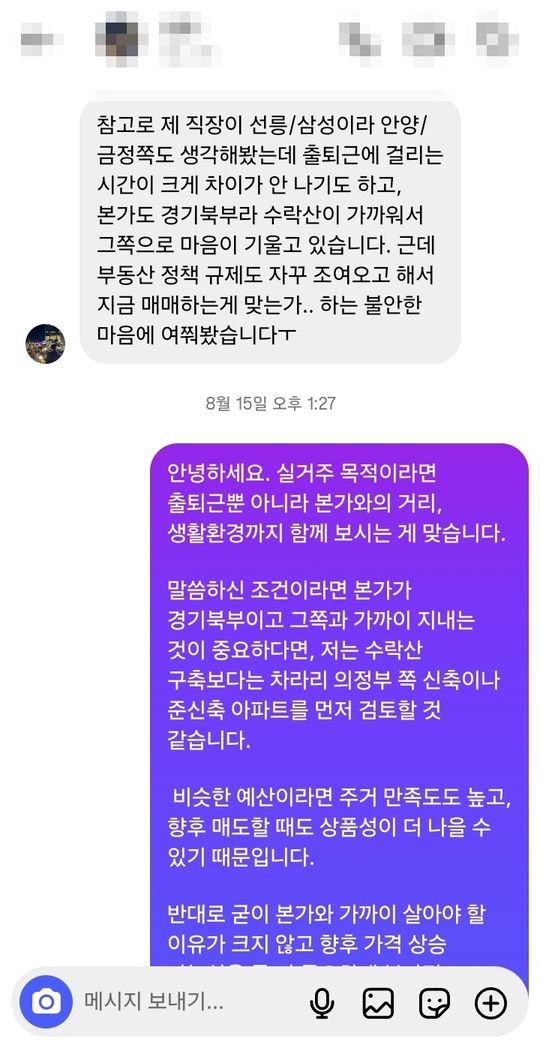 참고로 제 직장이 선릉/삼성이라 안양/
금정쪽도 생각해봤는데 출퇴근에 걸리는
시간이 크게 차이가 안 나기도 하고,
본가도 경기북부라 수락산이 가까워서
그쪽으로 마음이 기울고 있습니다. 근데
부동산 정책 규제도 자꾸 조여오고 해서
지금 매매하는게 맞는가.. 하는 불안한
마음에 여쭤봤습니다ㅜ
8월 15일 오후 1:27
안녕하세요. 실거주 목적이라면
출퇴근뿐 아니라 본가와의 거리,
생활환경까지 함께 보시는 게 맞습니다.
말씀하신 조건이라면 본가가
경기북부이고 그쪽과 가까이 지내는
것이 중요하다면, 저는 수락산
구축보다는 차라리 의정부 쪽 신축이나
준신축 아파트를 먼저 검토할 것
같습니다.
비슷한 예산이라면 주거 만족도도 높고,
향후 매도할 때도 상품성이 더 나을 수
있기 때문입니다.
반대로 굳이 본가와 가까이 살아야 할
이유가 크지 않고 향후 가격 상승
메시지 보내기...